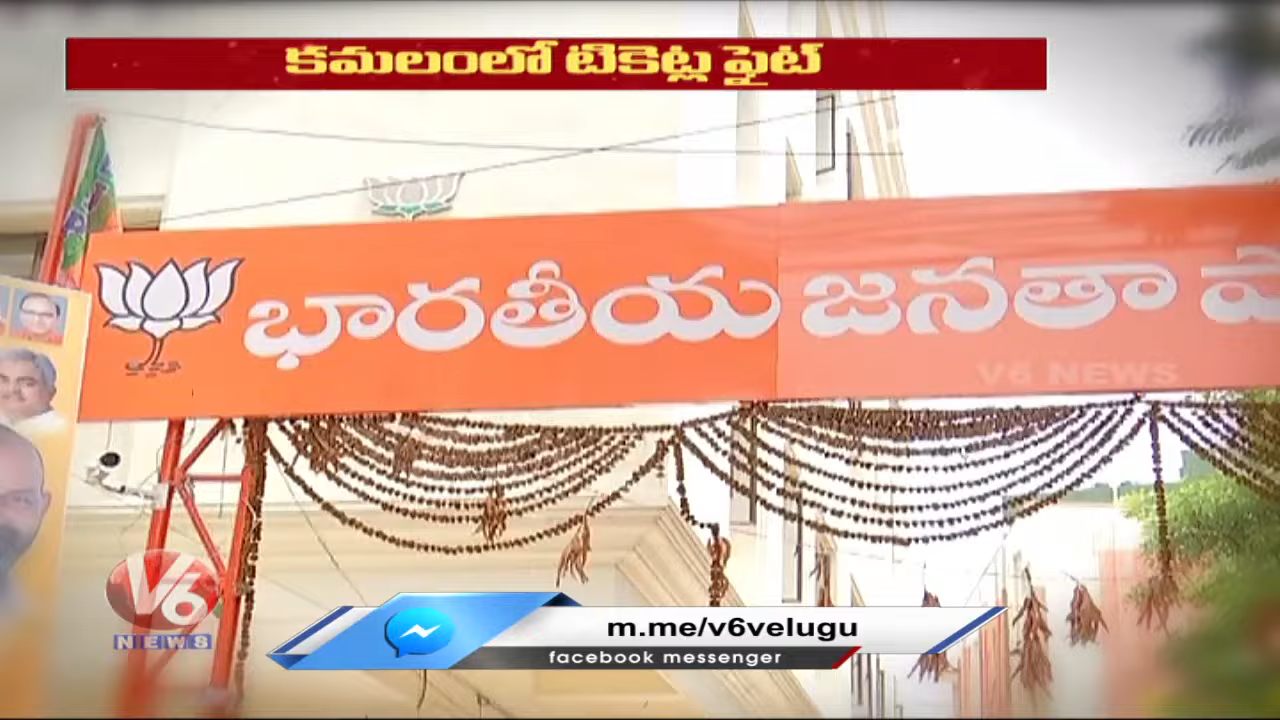 కమలంలో టికెట్ల ఫైట్
భారతీయ జనతా
V6 NEWS
V6
NEWS
m.me/v6velugu
facebook messenger